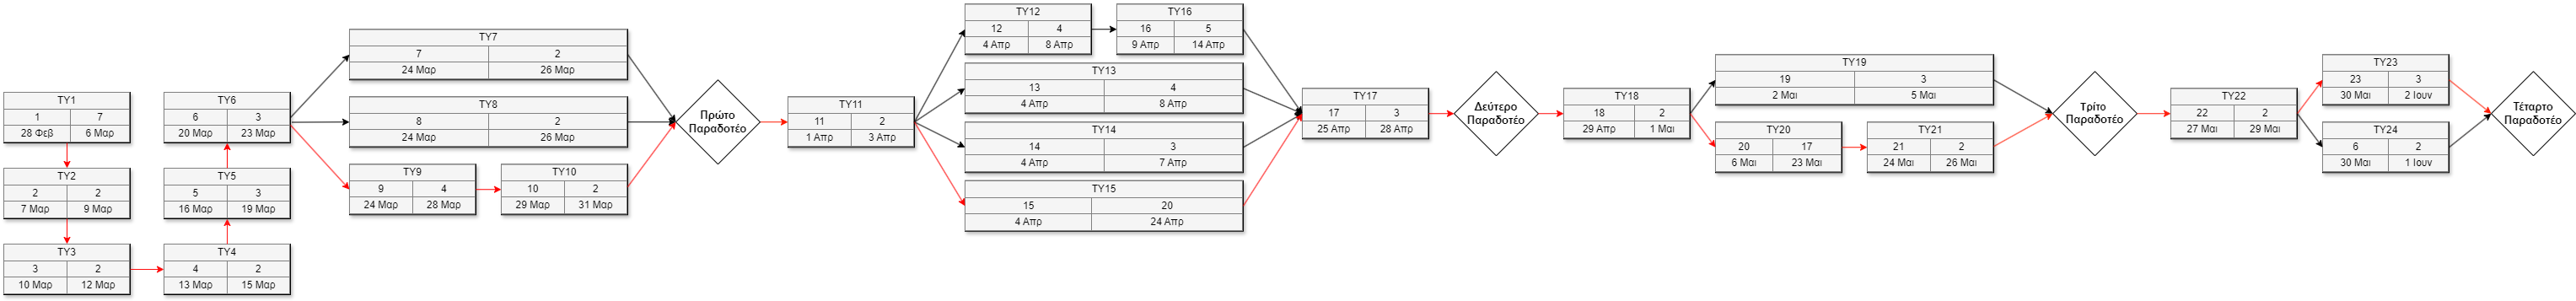 ΤΥ1
1 7
28 Φεβ 6 Μαρ
ΤΥ2
2 2
7 Μαρ 9 Μαρ
ΤΥ3
3 2
10 Μαρ 12 Μαρ
ΤΥ4
4 2
13 Μαρ 15 Μαρ
ΤΥ5
5 3
16 Μαρ 19 Μαρ
ΤΥ6
6 3
20 Μαρ 23 Μαρ
ΤΥ7
7 2
24 Μαρ 26 Μαρ
ΤΥ8
8 2
24 Μαρ 26 Μαρ
ΤΥ9
9 4
24 Μαρ 28 Μαρ
ΤΥ10
10 2
29 Μαρ 31 Μαρ
Πρώτο
Παραδοτέο
ΤΥ11
11 2
1 Απρ 3 Απρ
ΤΥ12
12 4
4 Απρ 8 Απρ
ΤΥ16
16 5
9 Απρ 14 Απρ
ΤΥ13
13 4
4 Απρ 8 Απρ
ΤΥ14
14 3
4 Απρ 7 Απρ
ΤΥ15
15 20
4 Απρ 24 Απρ
ΤΥ17
17 3
25 Απρ 28 Απρ
Δεύτερο
Παραδοτέο
ΤΥ18
18 2
29 Απρ 1 Μαι
ΤΥ19
19 3
2 Μαι 5 Μαι
ΤΥ20
20 17
6 Μαι 23 Μαι
ΤΥ21
21 2
24 Μαι 26 Μαι
Τρίτο
Παραδοτέο
ΤΥ22
22 2
27 Μαι 29 Μαι
ΤΥ23
23 3
30 Μαι 2 Ιουν
ΤΥ24
6 2
30 Μαι 1 Ιουν
Τέταρτο
Παραδοτέο